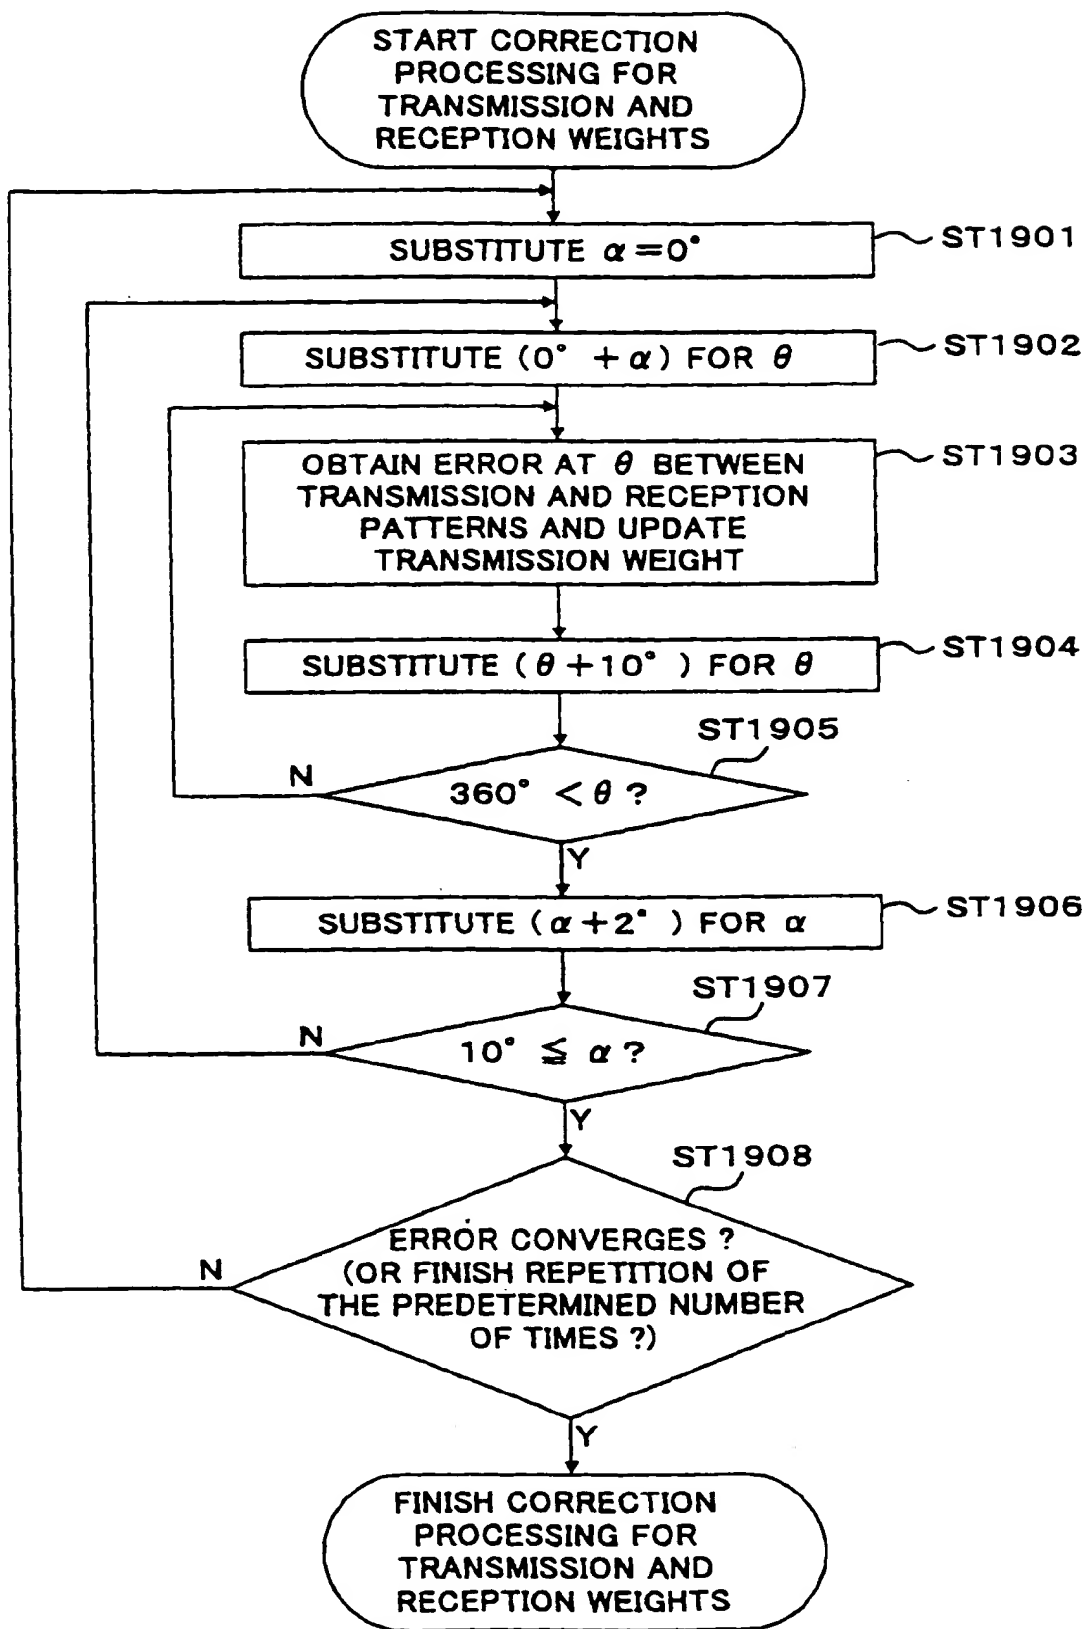 START CORRECTION
PROCESSING FOR
TRANSMISSION AND
RECEPTION WEIGHTS
SUBSTITUTE α=0°
ST1901
SUBSTITUTE (0° +α) FOR θ
ST1902
OBTAIN ERROR AT θ BETWEEN
TRANSMISSION AND RECEPTION
PATTERNS AND UPDATE
TRANSMISSION WEIGHT
ST1903
SUBSTITUTE (θ+10° ) FOR θ
ST1904
ST1905
N
360° <θ ?
Y
SUBSTITUTE (α+2° ) FOR α
ST1906
ST1907
N
10° ≦ α ?
Y
ST1908
N
ERROR CONVERGES ?
(OR FINISH REPETITION OF
THE PREDETERMINED NUMBER
OF TIMES ?)
Y
FINISH CORRECTION
PROCESSING FOR
TRANSMISSION AND
RECEPTION WEIGHTS